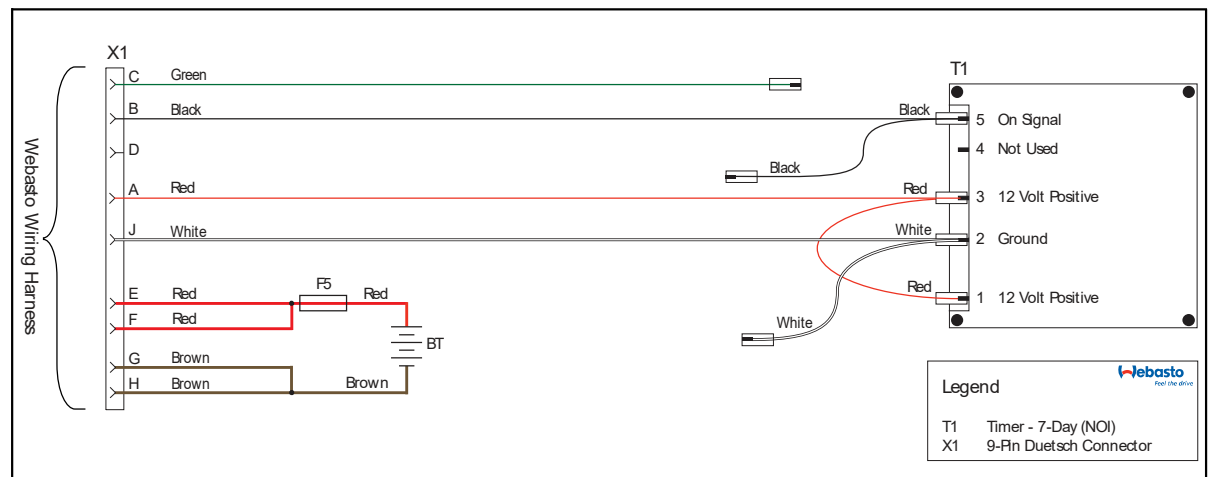 X1
C Green
T1
B Black
Black 5 On Signal
D
4 Not Used
Black
A Red
Red 3 12 Volt Positive
J White
White 2 Ground
Webasto Wiring Harness
E Red F5 Red
Red 1 12 Volt Positive
F Red
White
BT
G Brown
H Brown Brown
Webasto
Feel the drive
Legend
T1 Timer - 7-Day (NOI)
X1 9-Pin Duetsch Connector